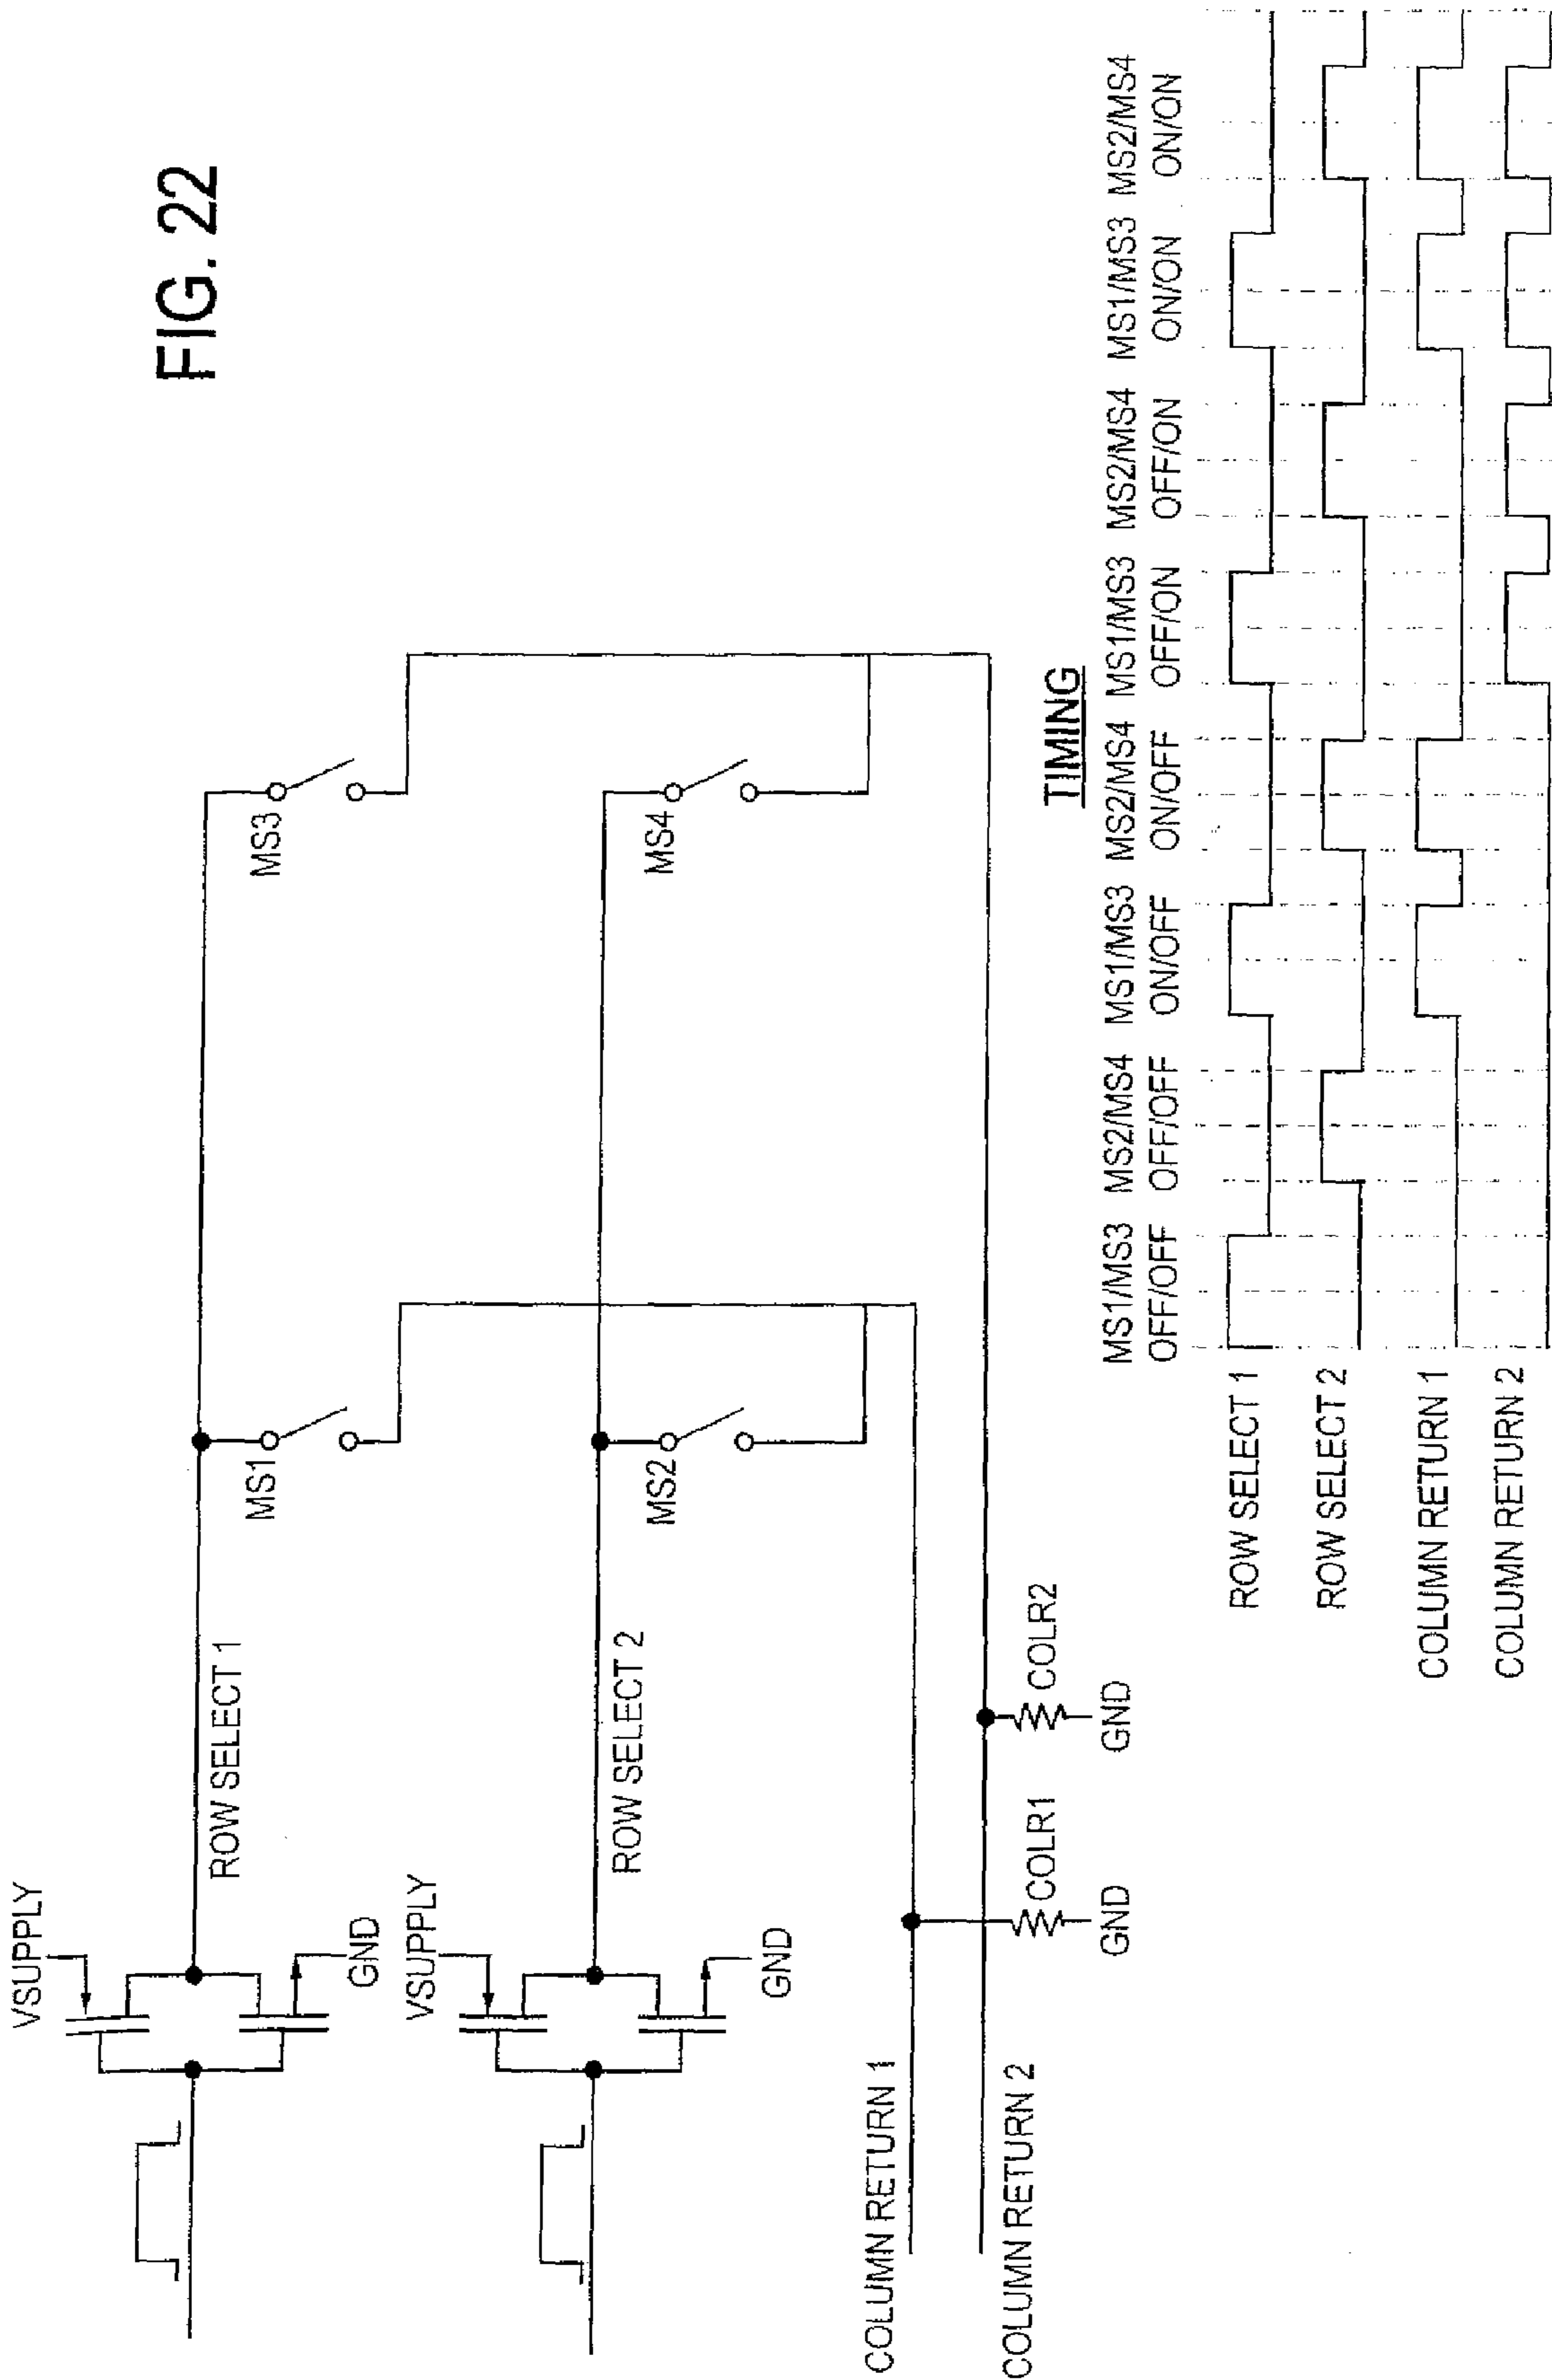 FIG. 22
VSUPPLY
ROW SELECT 1
GND
MS1
MS3
VSUPPLY
ROW SELECT 2
GND
MS2
MS4
COLUMN RETURN 1
COLUMN RETURN 2
COLR1
COLR2
GND
GND
TIMING
MS1/MS3 MS2/MS4 MS1/MS3 MS2/MS4 MS1/MS3 MS2/MS4 MS1/MS3 MS2/MS4
OFF/OFF OFF/OFF ON/OFF ON/OFF OFF/ON OFF/ON ON/ON ON/ON
ROW SELECT 1
ROW SELECT 2
COLUMN RETURN 1
COLUMN RETURN 2